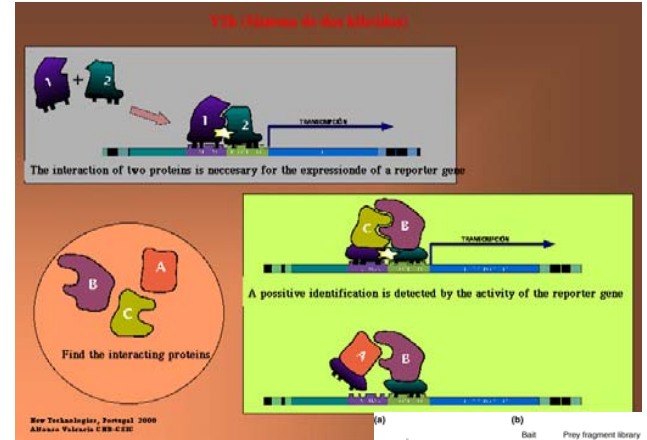 Y2h (Sistema de dos híbridos)
1 + 2
1 2
TRANSCRIPCIÓN
The interaction of two proteins is neccesary for the expressionde of a reporter gene
C B
TRANSCRIPCIÓN
A possitive identification is detected by the activity of the reporter gene
A
B
C
Find the interacting proteins
A B
New Technologies, Portugal 2000
Alfonso Valencia CNB-CSIC
(a) (b)
Bait Prey fragment library